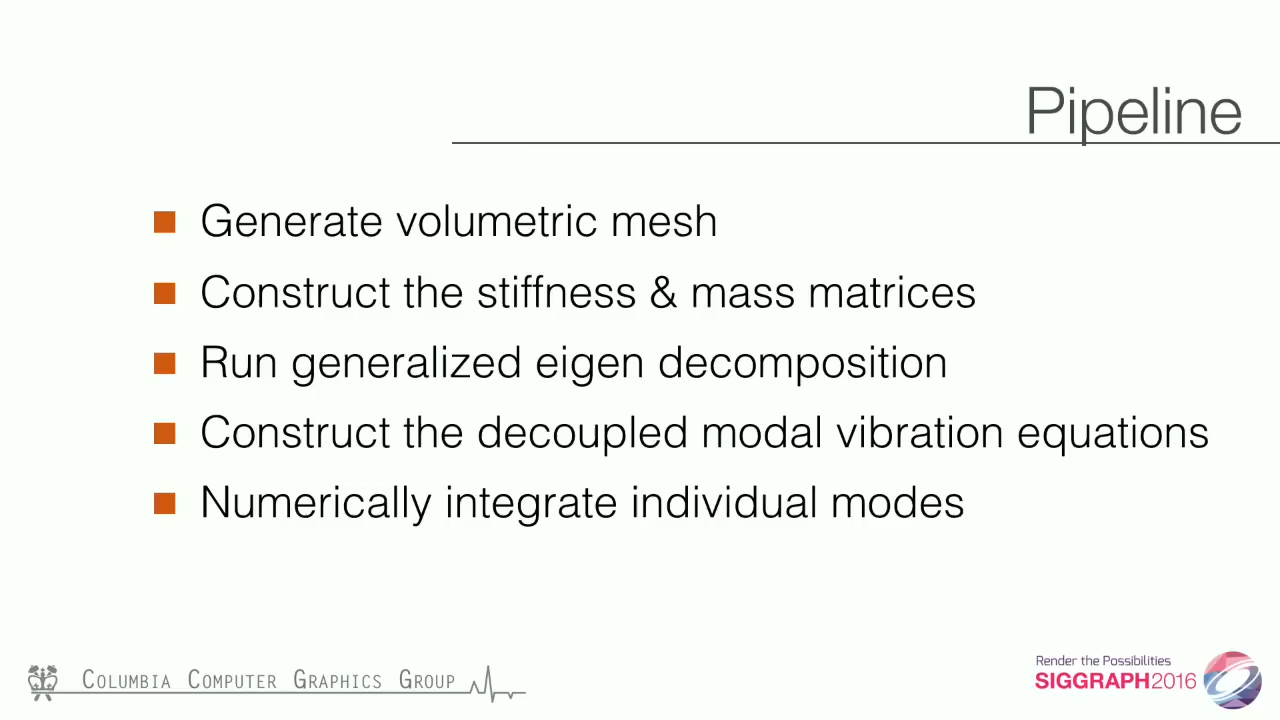 Pipeline
Generate volumetric mesh
Construct the stiffness & mass matrices
Run generalized eigen decomposition
Construct the decoupled modal vibration equations
Numerically integrate individual modes
Columbia Computer Graphics Group
Render the Possibilities
SIGGRAPH2016